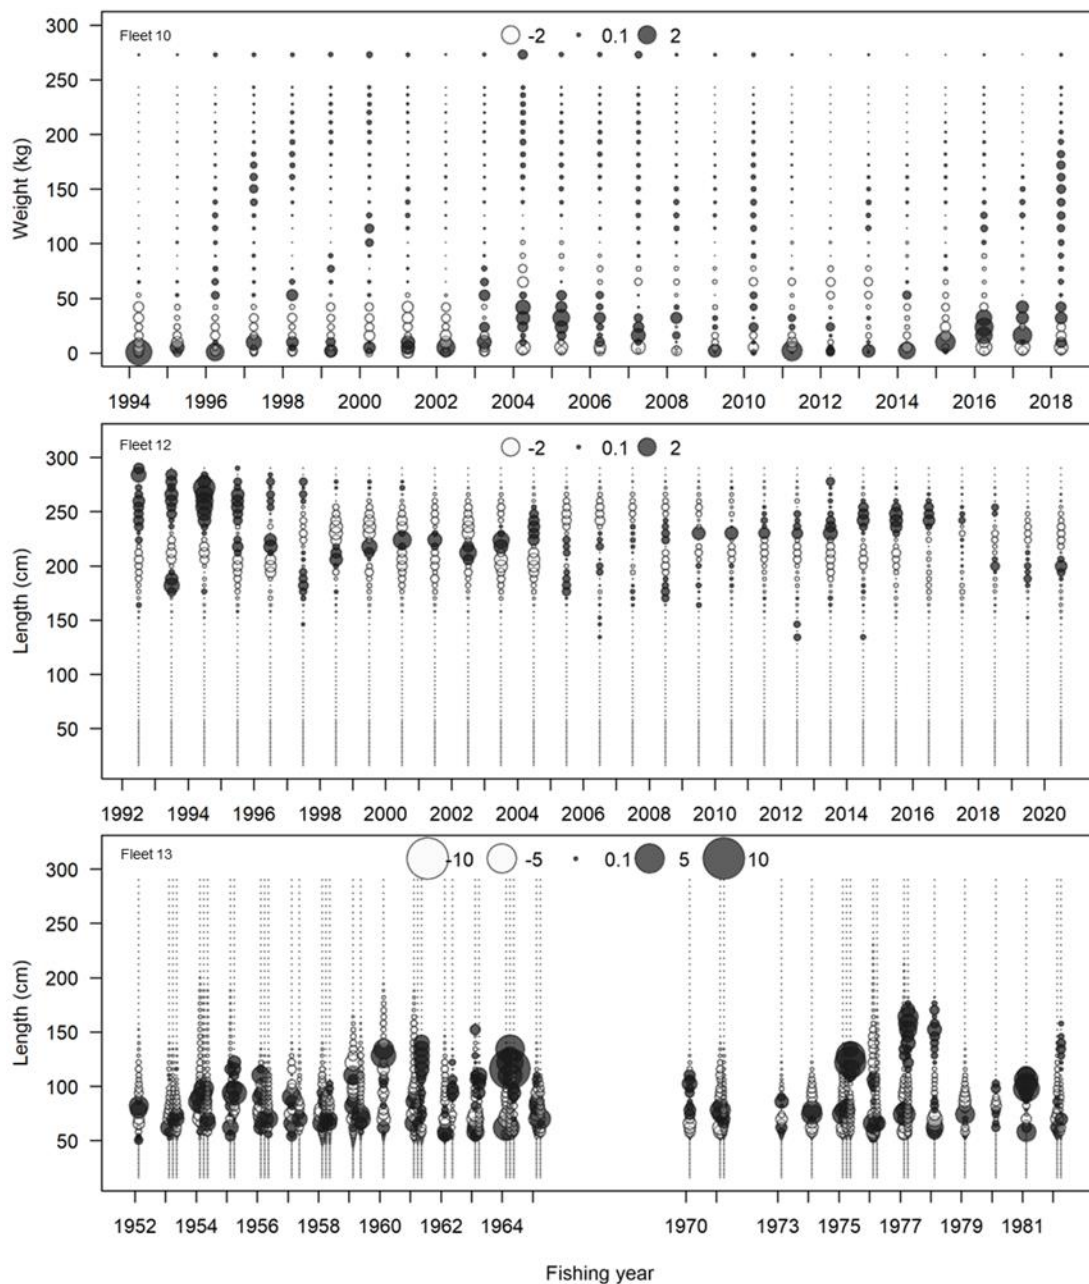 Fleet 10
-2 0.1 2
Weight (kg)
300
250
200
150
100
50
0
1994 1996 1998 2000 2002 2004 2006 2008 2010 2012 2014 2016 2018
Fleet 12
-2 0.1 2
Length (cm)
300
250
200
150
100
50
1992 1994 1996 1998 2000 2002 2004 2006 2008 2010 2012 2014 2016 2018 2020
Fleet 13
-10 -5 0.1 5 10
Length (cm)
300
250
200
150
100
50
1952 1954 1956 1958 1960 1962 1964 1970 1973 1975 1977 1979 1981
Fishing year